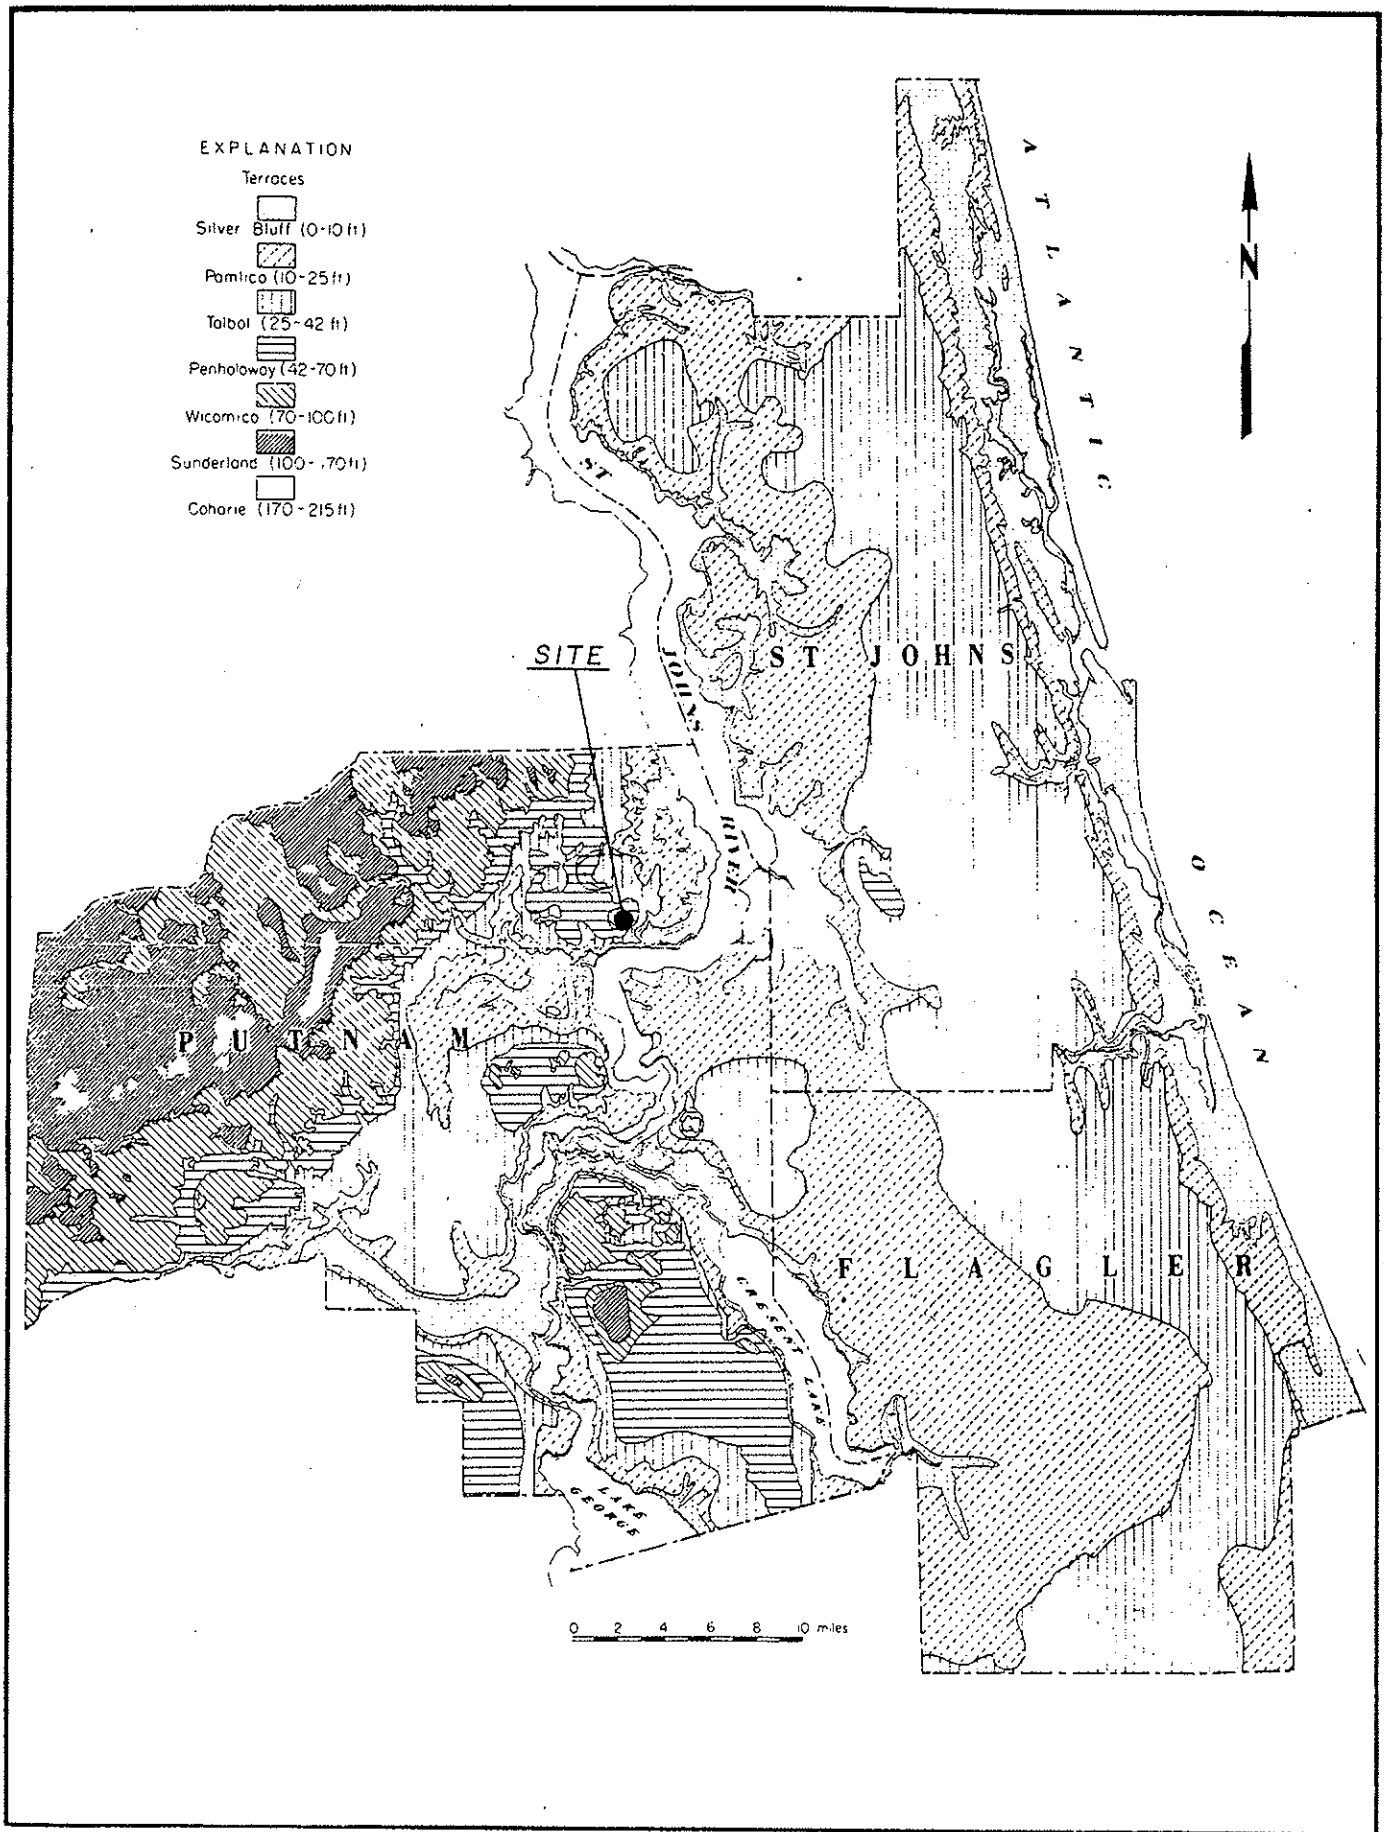 EXPLANATION
Terraces
Silver Bluff (0-10 ft)
Pamlico (10-25 ft)
Talbot (25-42 ft)
Penholoway (42-70 ft)
Wicomico (70-100 ft)
Sunderland (100-170 ft)
Coharie (170-215 ft)
ATLANTIC
OCEAN
N
SITE
ST
JOHNS
RIVER
ST JOHNS
PUTNAM
FLAGLER
CRESENT LAKE
LAKE
GEORGE
0 2 4 6 8 10 miles